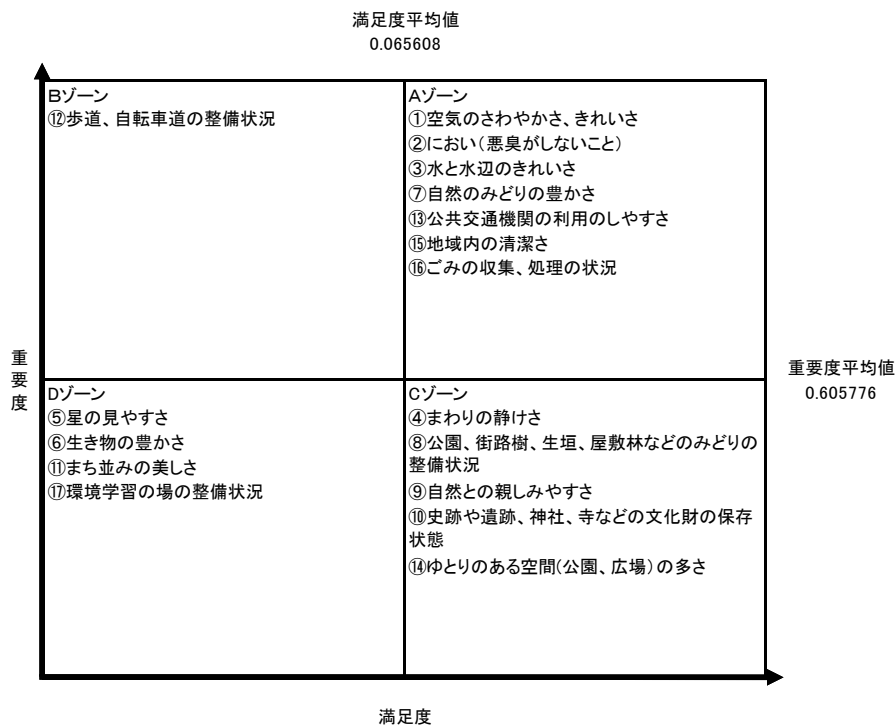 満足度平均値
0.065608
Bゾーン
⑫歩道、自転車道の整備状況
Aゾーン
①空気のさわやかさ、きれいさ
②におい(悪臭がしないこと)
③水と水辺のきれいさ
⑦自然のみどりの豊かさ
⑬公共交通機関の利用のしやすさ
⑮地域内の清潔さ
⑯ごみの収集、処理の状況
重要度
重要度平均値
0.605776
Dゾーン
⑤星の見やすさ
⑥生き物の豊かさ
⑪まち並みの美しさ
⑰環境学習の場の整備状況
Cゾーン
④まわりの静けさ
⑧公園、街路樹、生垣、屋敷林などのみどりの
整備状況
⑨自然との親しみやすさ
⑩史跡や遺跡、神社、寺などの文化財の保存
状態
⑭ゆとりのある空間(公園、広場)の多さ
満足度